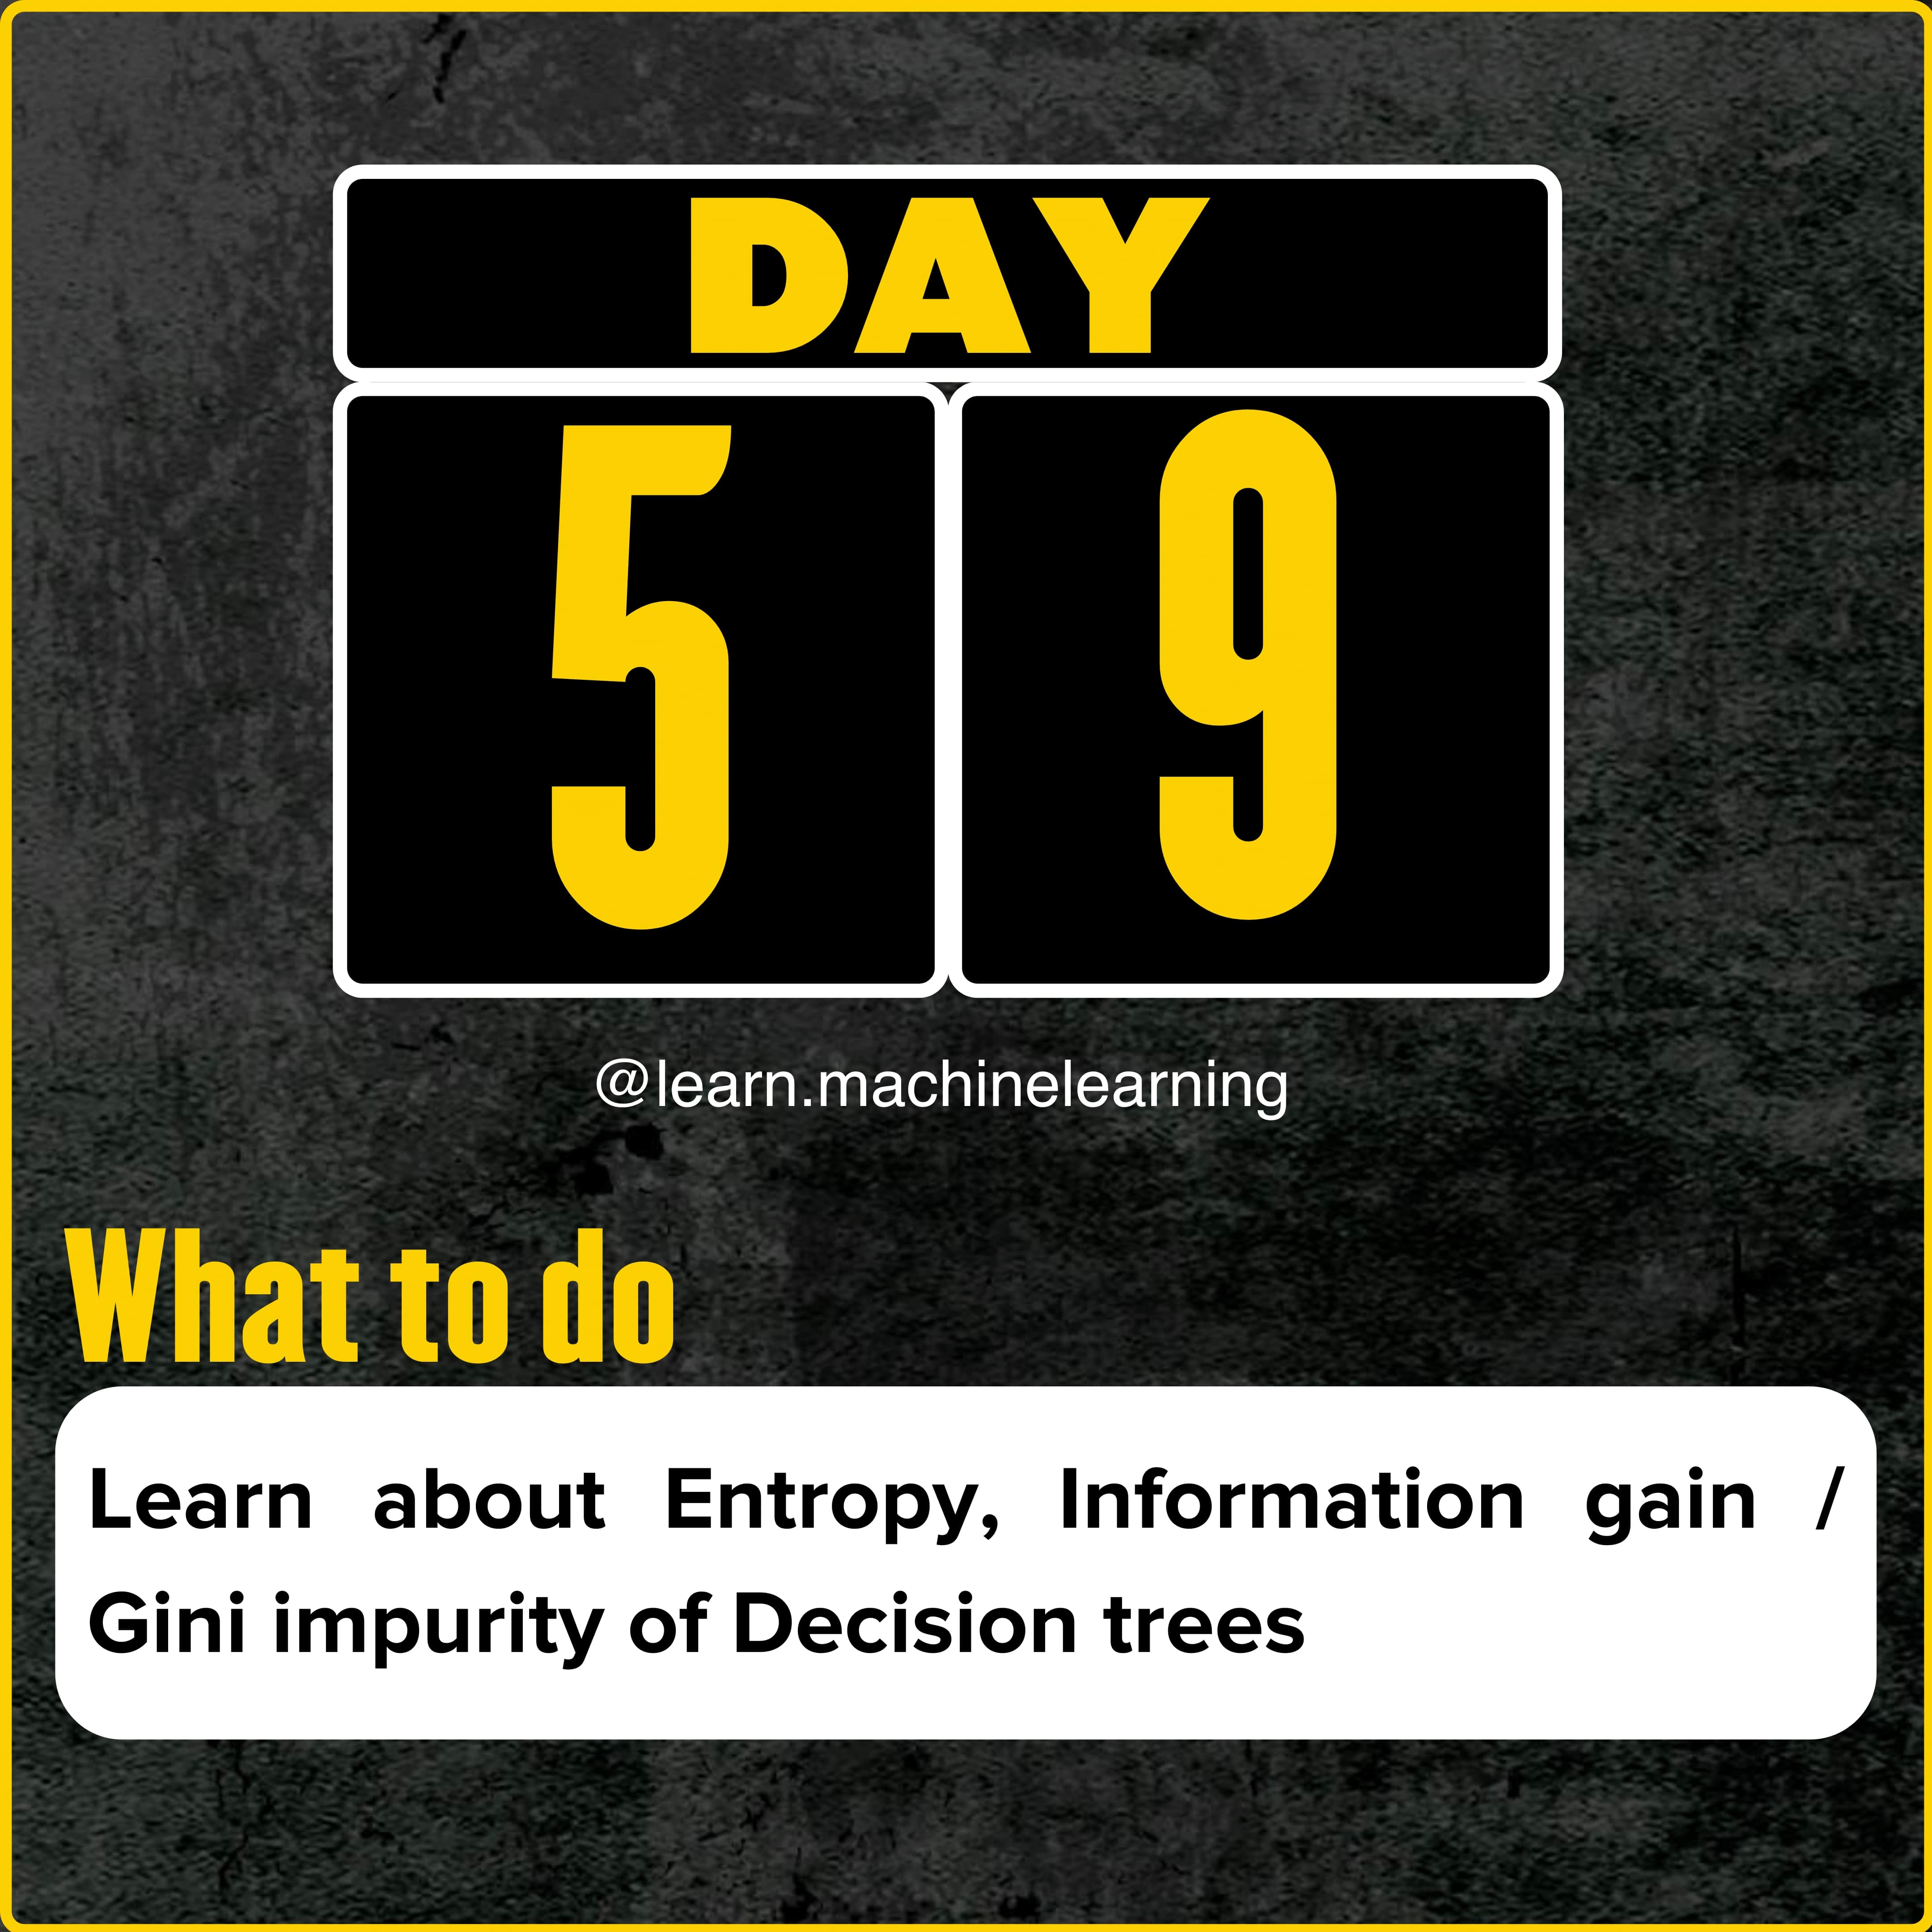 DAY
5 9
@learn.machinelearning
What to do
Learn about Entropy, Information gain /
Gini impurity of Decision trees